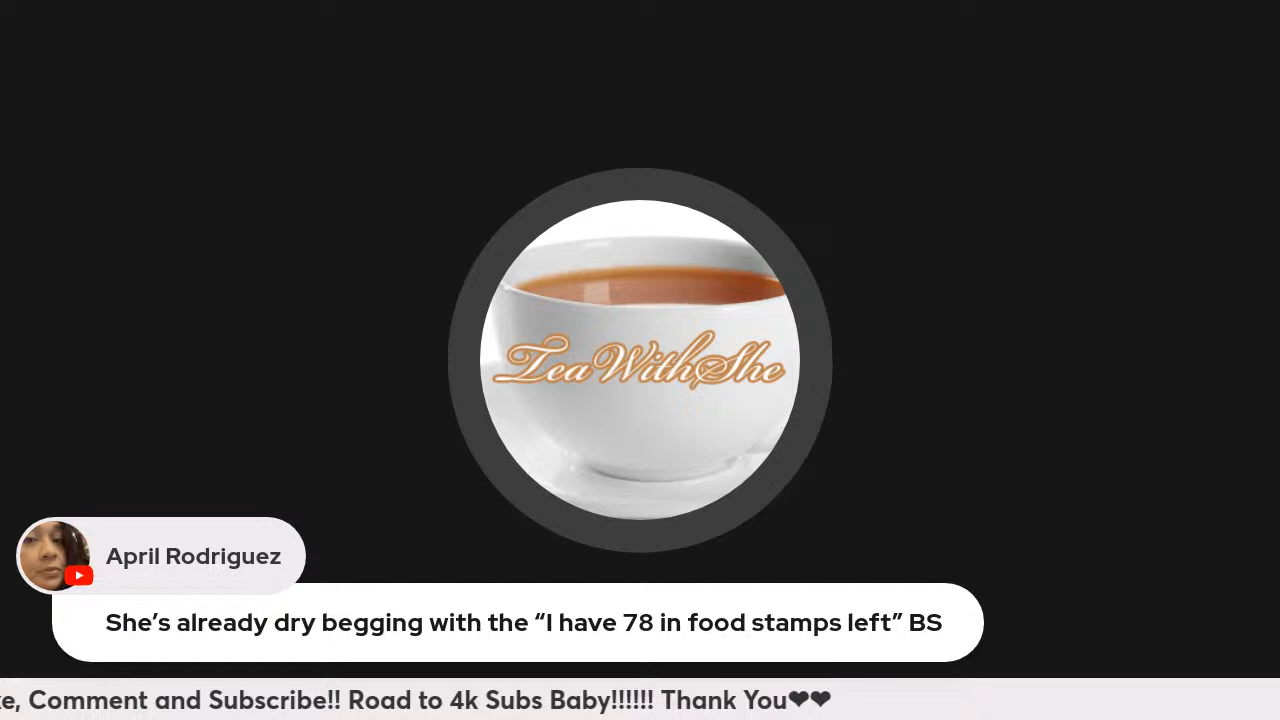 TeaWithShe
April Rodriguez
She’s already dry begging with the “I have 78 in food stamps left” BS
e, Comment and Subscribe!! Road to 4k Subs Baby!!!!!! Thank You❤❤